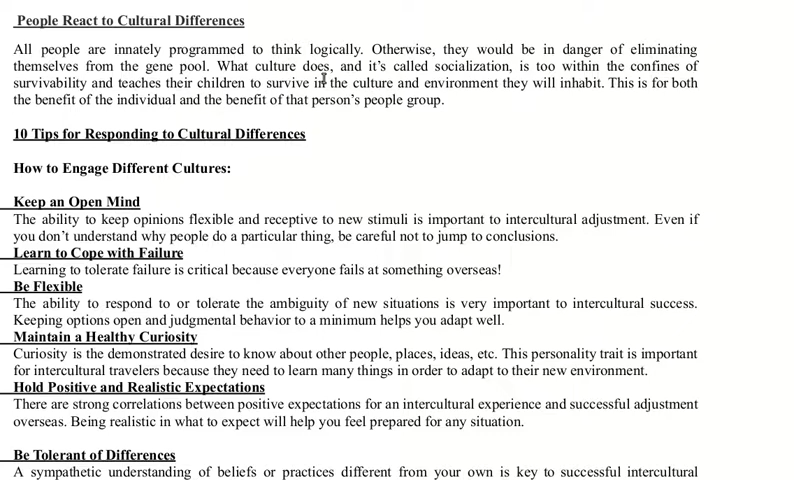 People React to Cultural Differences
All people are innately programmed to think logically. Otherwise, they would be in danger of eliminating
themselves from the gene pool. What culture does, and it's called socialization, is too within the confines of
survivability and teaches their children to survive in the culture and environment they will inhabit. This is for both
the benefit of the individual and the benefit of that person's people group.
10 Tips for Responding to Cultural Differences
How to Engage Different Cultures:
Keep an Open Mind
The ability to keep opinions flexible and receptive to new stimuli is important to intercultural adjustment. Even if
you don't understand why people do a particular thing, be careful not to jump to conclusions.
Learn to Cope with Failure
Learning to tolerate failure is critical because everyone fails at something overseas!
Be Flexible
The ability to respond to or tolerate the ambiguity of new situations is very important to intercultural success.
Keeping options open and judgmental behavior to a minimum helps you adapt well.
Maintain a Healthy Curiosity
Curiosity is the demonstrated desire to know about other people, places, ideas, etc. This personality trait is important
for intercultural travelers because they need to learn many things in order to adapt to their new environment.
Hold Positive and Realistic Expectations
There are strong correlations between positive expectations for an intercultural experience and successful adjustment
overseas. Being realistic in what to expect will help you feel prepared for any situation.
Be Tolerant of Differences
A sympathetic understanding of beliefs or practices different from your own is key to successful intercultural